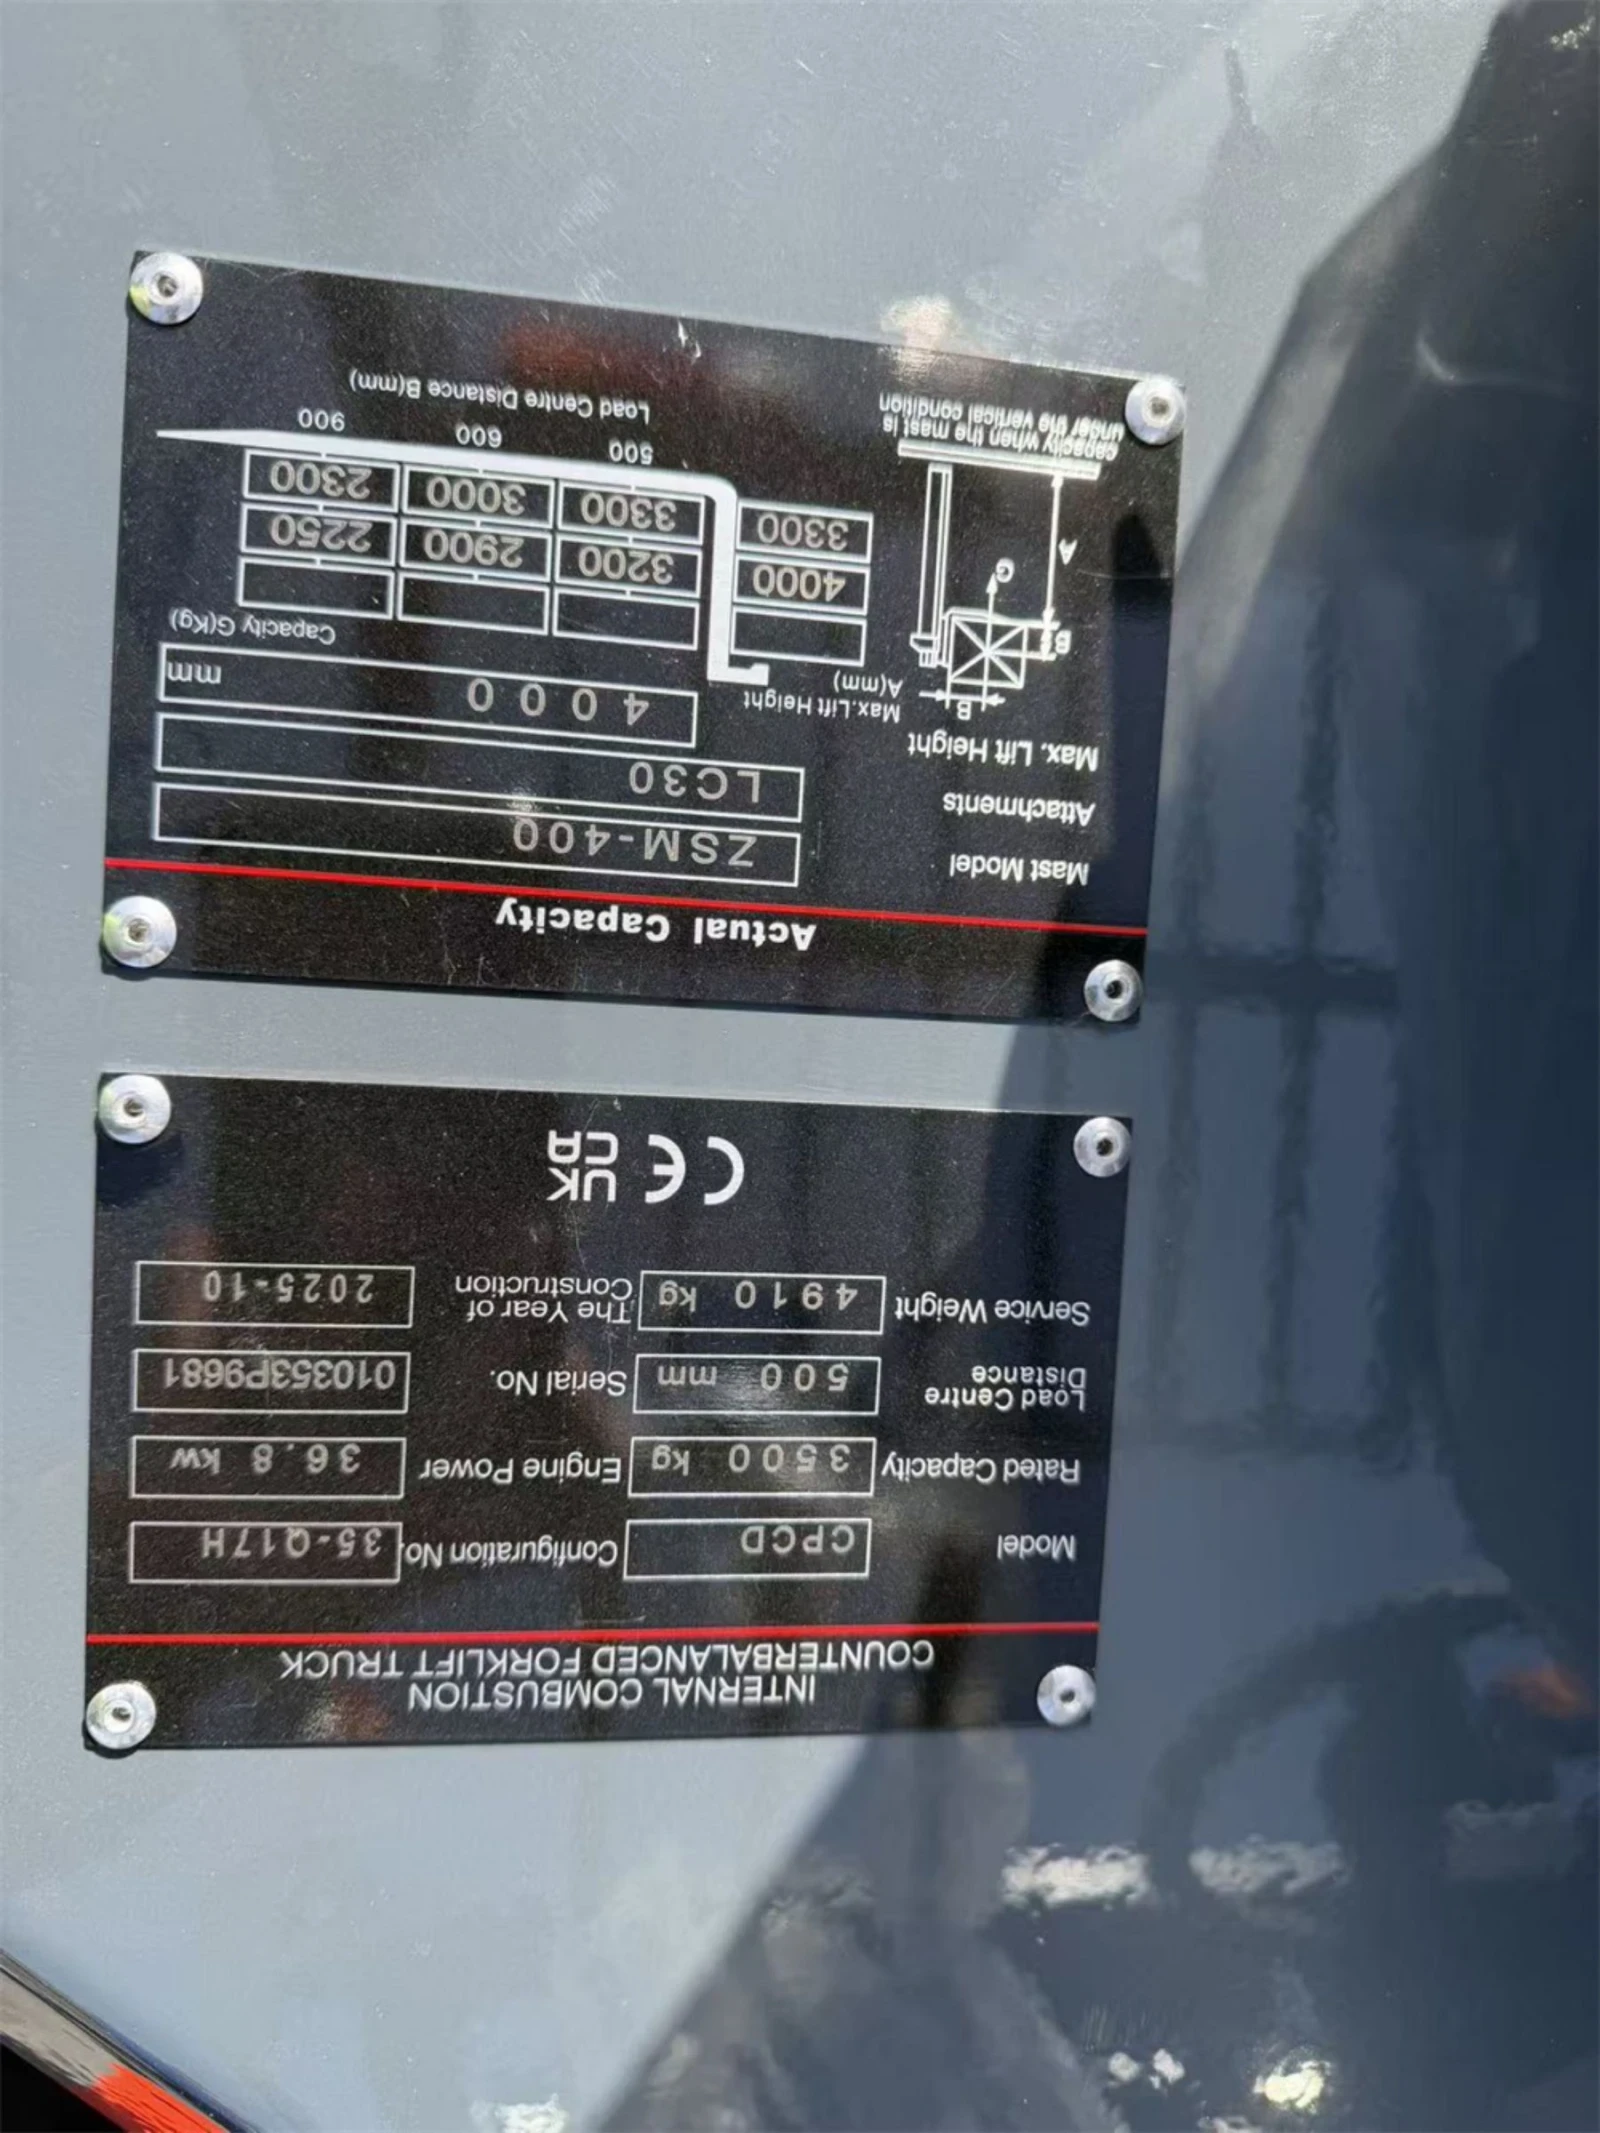 INTERNAL COMBUSTION
COUNTERBALANCED FORKLIFT TRUCK
Model CPCD Configuration No. 35-Q17H
Rated Capacity 3500 kg Engine Power 36.8 kw
Load Centre
Distance 500 mm Serial No. 010353P9681
Service Weight 4910 kg The Year of
Construction 2025-10
CE UK
CA
Actual Capacity
Mast Model ZSM-400
Attachments LC30
Max. Lift Height 4000 mm
Max.Lift Height
A(mm)
Capacity G(Kg)
B
B
G
A
4000 3200 2900 2250
3300 3300 3000 2300
500 600 900
Load Centre Distance B(mm)
capacity when the mast is
under the vertical condition